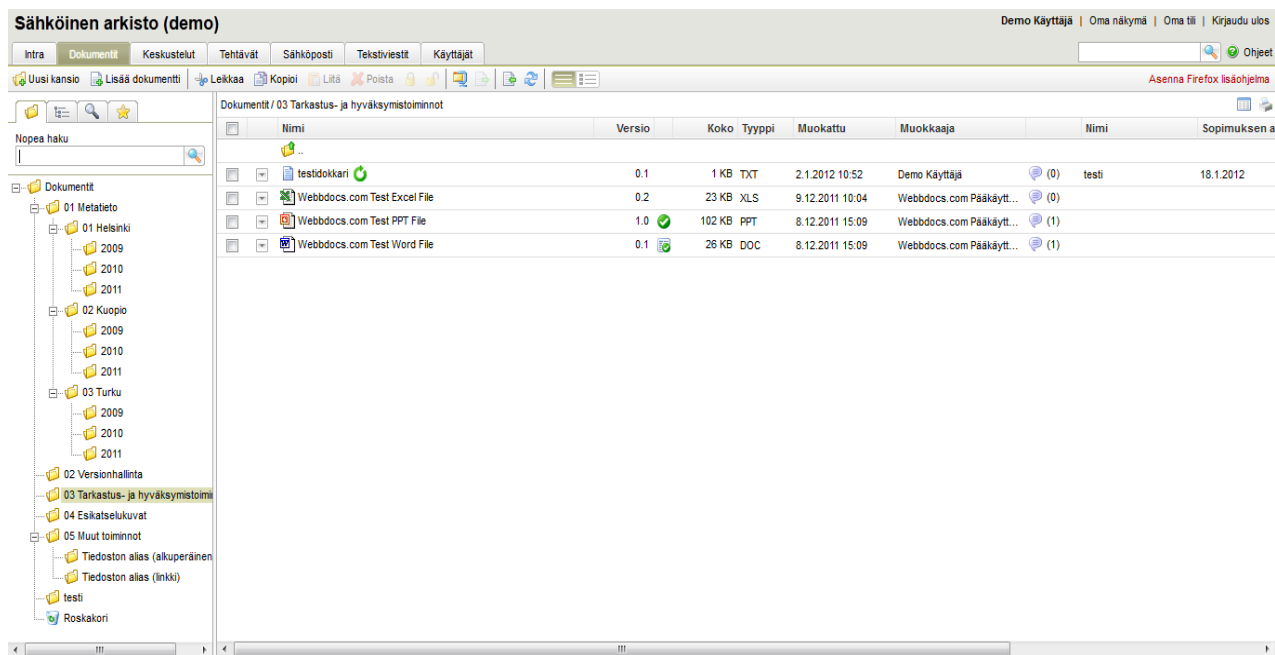 Sähköinen arkisto (demo)
Demo Käyttäjä | Oma näkymä | Oma tili | Kirjaudu ulos
Intra Dokumentit Keskustelut Tehtävät Sähköposti Tekstiviestit Käyttäjät
Ohjeet
Uusi kansio Lisää dokumentti Leikkaa Kopioi Liitä Poista
Asenna Firefox lisäohjelma
Dokumentit / 03 Tarkastus- ja hyväksymistoiminnot
Nimi Versio Koko Tyyppi Muokattu Muokkaaja Nimi Sopimuksen a
..
testidokkari 0.1 1 KB TXT 2.1.2012 10:52 Demo Käyttäjä (0) testi 18.1.2012
Webbdocs.com Test Excel File 0.2 23 KB XLS 9.12.2011 10:04 Webbdocs.com Pääkäytt... (0)
Webbdocs.com Test PPT File 1.0 102 KB PPT 8.12.2011 15:09 Webbdocs.com Pääkäytt... (1)
Webbdocs.com Test Word File 0.1 26 KB DOC 8.12.2011 15:09 Webbdocs.com Pääkäytt... (1)
Nopea haku
Dokumentit
01 Metatieto
01 Helsinki
2009
2010
2011
02 Kuopio
2009
2010
2011
03 Turku
2009
2010
2011
02 Versionhallinta
03 Tarkastus- ja hyväksymistoimin
04 Esikatselukuvat
05 Muut toiminnot
Tiedoston alias (alkuperäinen
Tiedoston alias (linkki)
testi
Roskakori